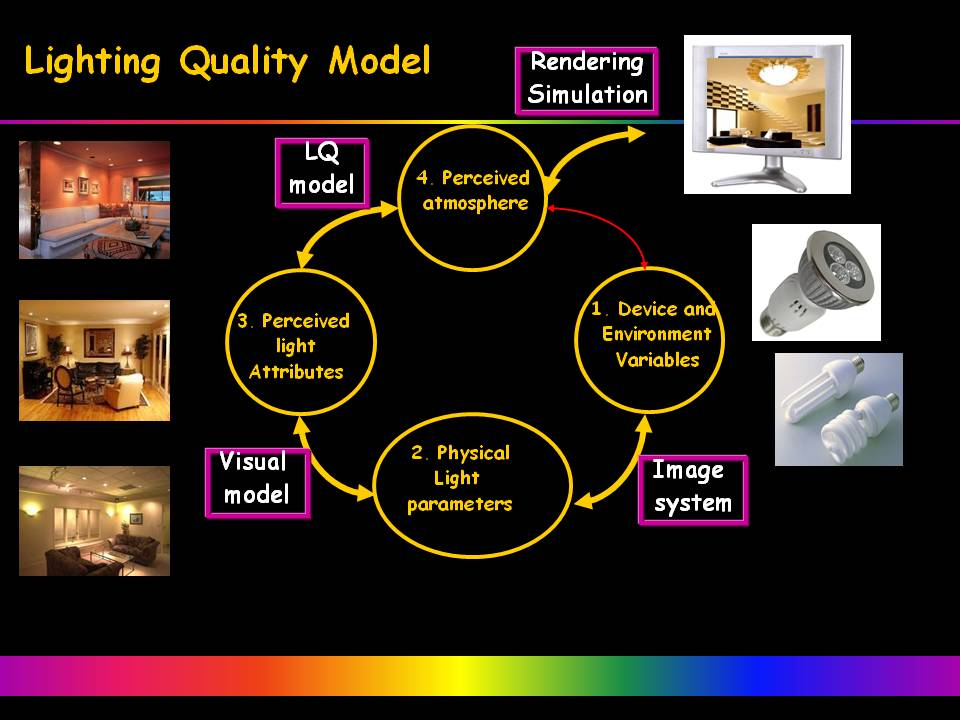 Lighting Quality Model
Rendering
Simulation
LQ
model
4. Perceived
atmosphere
3. Perceived
light
Attributes
1. Device and
Environment
Variables
2. Physical
Light
parameters
Visual
model
Image
system